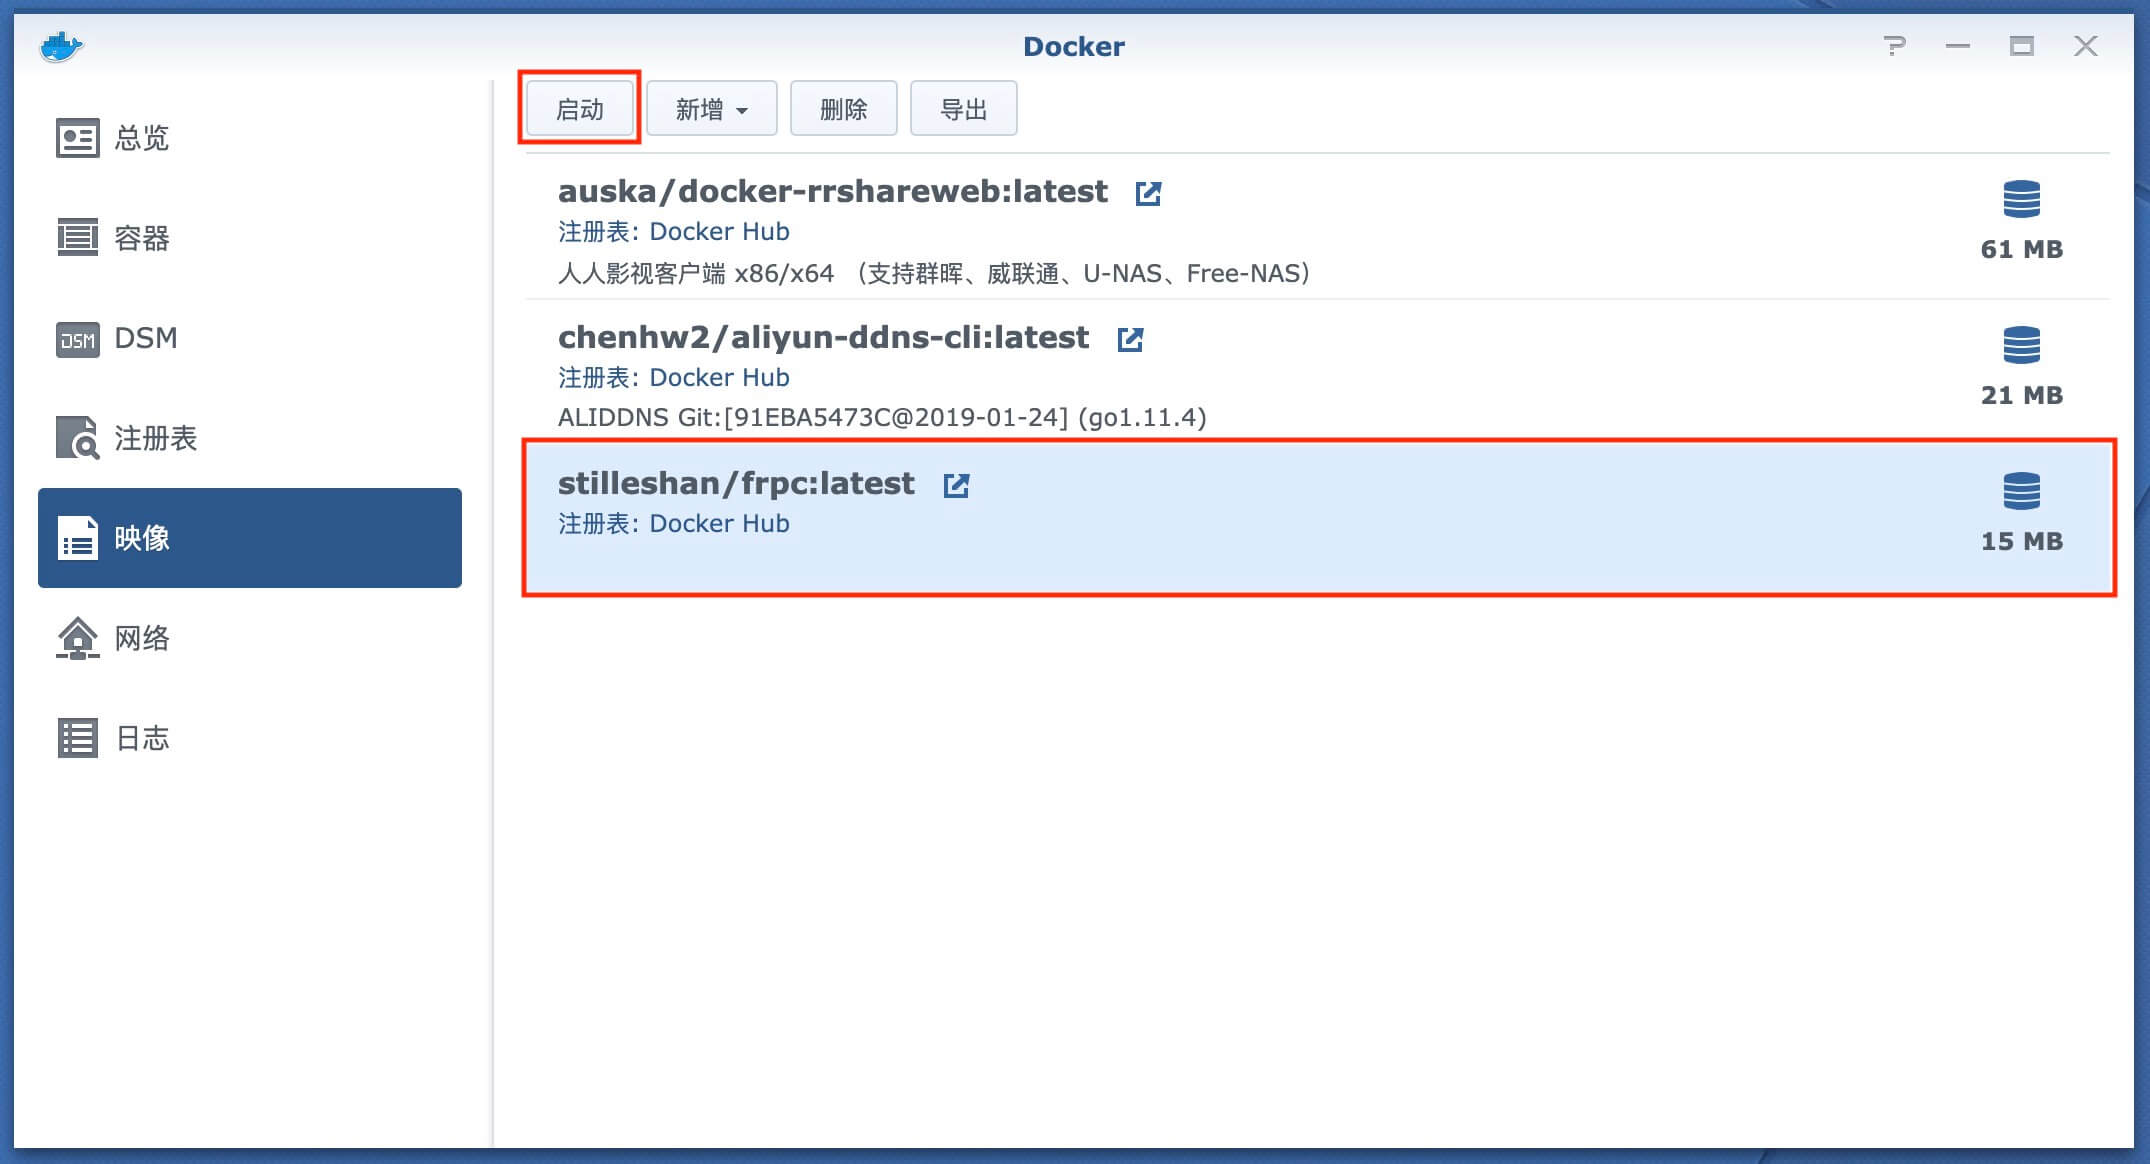 Docker
总览
容器
DSM
DSM
注册表
映像
网络
日志
启动
新增
删除
导出
auska/docker-rrshareweb:latest
注册表: Docker Hub
人人影视客户端 x86/x64 （支持群晖、威联通、U-NAS、Free-NAS）
61 MB
chenhw2/aliyun-ddns-cli:latest
注册表: Docker Hub
ALIDDNS Git:[91EBA5473C@2019-01-24] (go1.11.4)
21 MB
stilleshan/frpc:latest
注册表: Docker Hub
15 MB